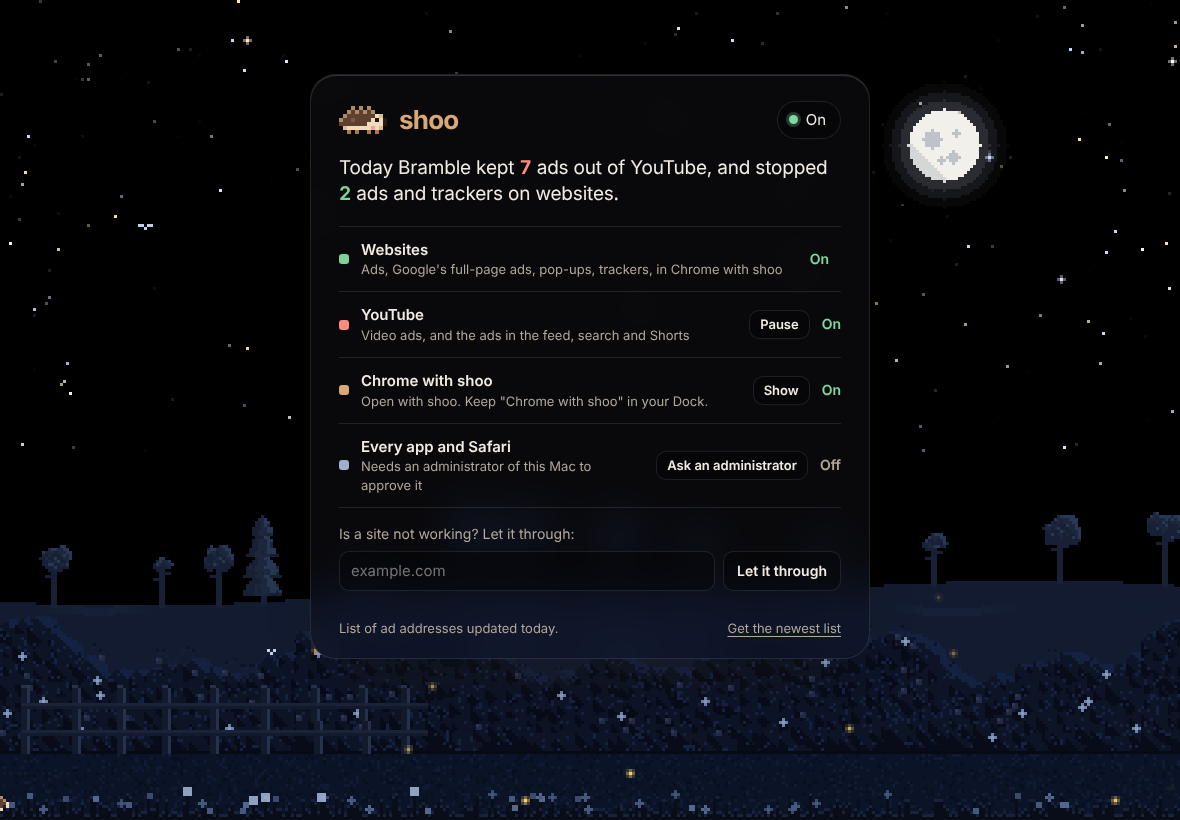 shoo
On
Today Bramble kept 7 ads out of YouTube, and stopped
2 ads and trackers on websites.
Websites
Ads, Google's full-page ads, pop-ups, trackers, in Chrome with shoo
On
YouTube
Video ads, and the ads in the feed, search and Shorts
Pause
On
Chrome with shoo
Open with shoo. Keep "Chrome with shoo" in your Dock.
Show
On
Every app and Safari
Needs an administrator of this Mac to
approve it
Ask an administrator
Off
Is a site not working? Let it through:
example.com
Let it through
List of ad addresses updated today.
Get the newest list